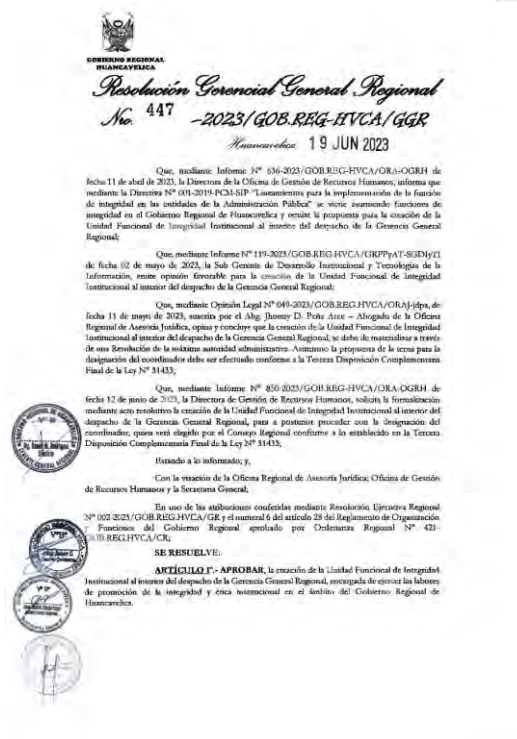 GOBIERNO REGIONAL
HUANCAVELICA
Resolución Gerencial General Regional
Nro. 447 -2023/GOB.REG-HVCA/GGR
Huancavelica 19 JUN 2023
Que, mediante Informe N° 636-2023/GOB.REG-HVCA/ORA-OGRH de
fecha 11 de abril de 2023, la Directora de la Oficina de Gestión de Recursos Humanos, informa que
mediante la Directiva N° 001-2019-PCM-SIP "Lineamientos para la implementación de la función
de integridad en las entidades de la Administración Pública" se viene asumiendo funciones de
integridad en el Gobierno Regional de Huancavelica y remite la propuesta para la creación de la
Unidad Funcional de Integridad Institucional al interior del despacho de la Gerencia General
Regional;
Que, mediante Informe N° 119-2023/GOB.REG.HVCA/GRPPyAT-SGDIyTI
de fecha 02 de mayo de 2023, la Sub Gerente de Desarrollo Institucional y Tecnologías de la
Información, emite opinión favorable para la creación de la Unidad Funcional de Integridad
Institucional al interior del despacho de la Gerencia General Regional;
Que, mediante Opinión Legal N° 049-2023/GOB.REG.HVCA/ORAJ-jdpa, de
fecha 11 de mayo de 2023, suscrita por el Abg. Jhonny D. Peña Arce – Abogado de la Oficina
Regional de Asesoría Jurídica, opina y concluye que la creación de la Unidad Funcional de Integridad
Institucional al interior del despacho de la Gerencia General Regional, se debe de materializar a través
de una Resolución de la máxima autoridad administrativa. Asimismo la propuesta de la terna para la
designación del coordinador debe ser efectuado conforme a la Tercera Disposición Complementaria
Final de la Ley N° 31433;
Que, mediante Informe N° 850-2023/GOB.REG-HVCA/ORA-OGRH de
fecha 12 de junio de 2023, la Directora de Gestión de Recursos Humanos, solicita la formalización
mediante acto resolutivo la creación de la Unidad Funcional de Integridad Institucional al interior del
despacho de la Gerencia General Regional, para a posterior proceder con la designación del
coordinador, quien será elegido por el Consejo Regional conforme a lo establecido en la Tercera
Disposición Complementaria Final de la Ley N° 31433;
Estando a lo informado; y,
Con la visación de la Oficina Regional de Asesoría Jurídica; Oficina de Gestión
de Recursos Humanos y la Secretaria General;
En uso de las atribuciones conferidas mediante Resolución Ejecutiva Regional
N° 002-2023/GOB.REG.HVCA/GR y el numeral 6 del artículo 28 del Reglamento de Organización
y Funciones del Gobierno Regional aprobado por Ordenanza Regional N° 421-
GOB.REG.HVCA/CR;
SE RESUELVE:
ARTÍCULO 1°.- APROBAR, la creación de la Unidad Funcional de Integridad
Institucional al interior del despacho de la Gerencia General Regional, encargada de ejercer las labores
de promoción de la integridad y ética institucional en el ámbito del Gobierno Regional de
Huancavelica.